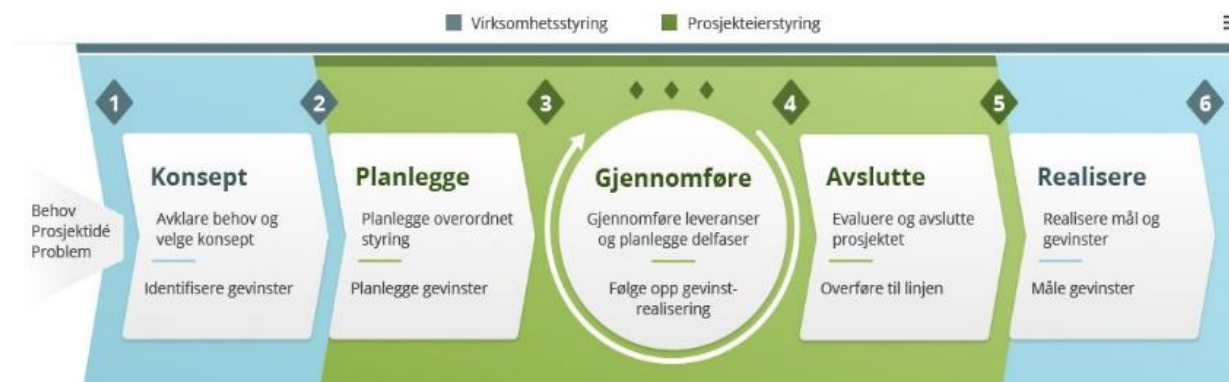 Virksomhetsstyring
Prosjekteierstyring
1
2
3
4
5
6
Behov
Prosjektidé
Problem
Konsept
Avklare behov og
velge konsept
Identifisere gevinster
Planlegge
Planlegge overordnet
styring
Planlegge gevinster
Gjennomføre
Gjennomføre leveranser
og planlegge delfaser
Følge opp gevinst-
realisering
Avslutte
Evaluere og avslutte
prosjektet
Overføre til linjen
Realisere
Realisere mål og
gevinster
Måle gevinster